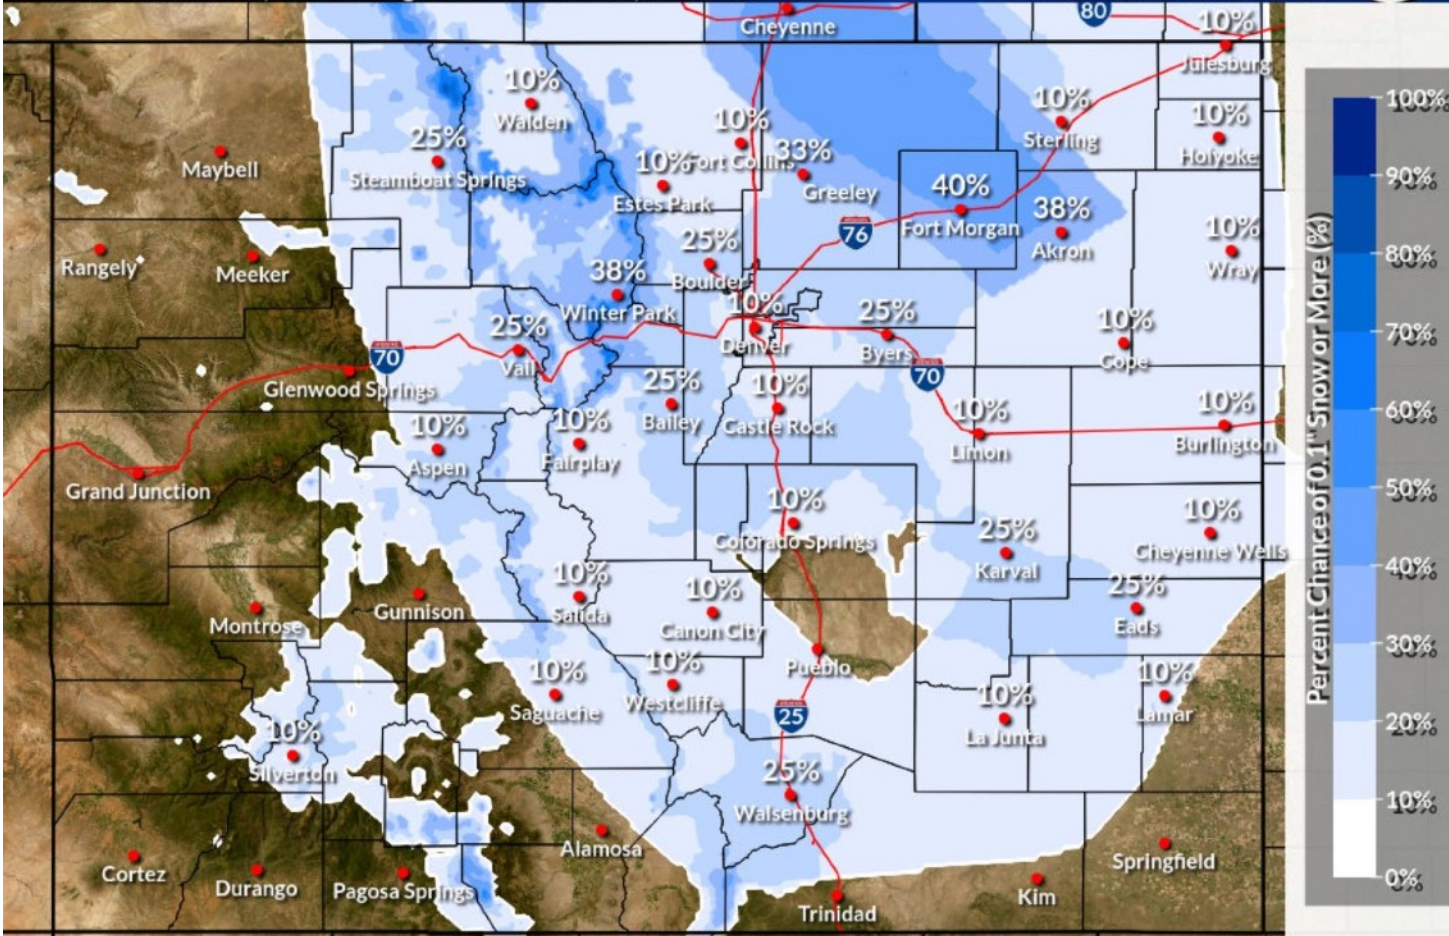 80
Cheyenne
10%
Julesburg
10%
Walden
10%
Sterling
10%
Holyoke
25%
Steamboat Springs
10%
Fort Collins
33%
Greeley
Maybell
10%
Estes Park
40%
Fort Morgan
38%
Akron
76
10%
Wray
Rangely
Meeker
25%
Boulder
38%
Winter Park
10%
Denver
25%
Byers
10%
Cope
70
25%
Vail
70
Glenwood Springs
25%
Bailey
10%
Castle Rock
10%
Limon
10%
Burlington
10%
Aspen
10%
Fairplay
Grand Junction
10%
Colorado Springs
25%
Karval
10%
Cheyenne Wells
Montrose
Gunnison
10%
Salida
10%
Canon City
25%
Eads
10%
Saguache
10%
Westcliffe
Pueblo
25
10%
La Junta
10%
Lamar
10%
Silverton
25%
Walsenburg
Cortez
Durango
Pagosa Springs
Alamosa
Trinidad
Kim
Springfield
Percent Chance of 0.1" Snow or More (%)
100%
90%
80%
70%
60%
50%
40%
30%
20%
10%
0%